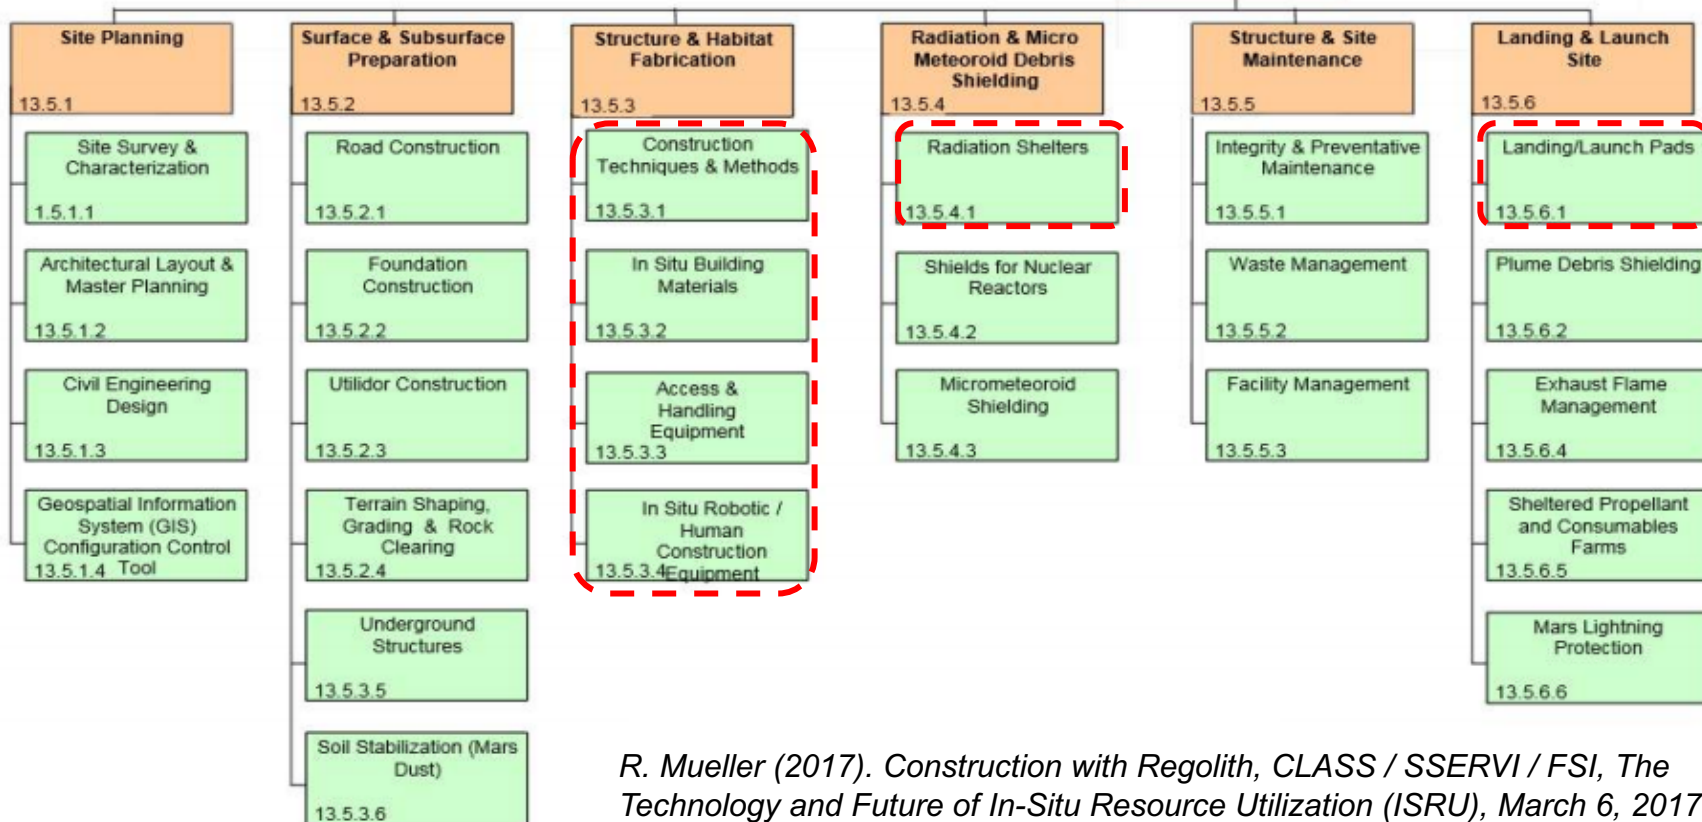 Site Planning
13.5.1
Site Survey &
Characterization
1.5.1.1
Architectural Layout &
Master Planning
13.5.1.2
Civil Engineering
Design
13.5.1.3
Geospatial Information
System (GIS)
Configuration Control
13.5.1.4 Tool
Surface & Subsurface
Preparation
13.5.2
Road Construction
13.5.2.1
Foundation
Construction
13.5.2.2
Utilidor Construction
13.5.2.3
Terrain Shaping,
Grading & Rock
Clearing
13.5.2.4
Underground
Structures
13.5.3.5
Soil Stabilization (Mars
Dust)
13.5.3.6
Structure & Habitat
Fabrication
13.5.3
Construction
Techniques & Methods
13.5.3.1
In Situ Building
Materials
13.5.3.2
Access &
Handling
Equipment
13.5.3.3
In Situ Robotic /
Human
Construction
13.5.3.4 Equipment
Radiation & Micro
Meteoroid Debris
Shielding
13.5.4
Radiation Shelters
13.5.4.1
Shields for Nuclear
Reactors
13.5.4.2
Micrometeoroid
Shielding
13.5.4.3
Structure & Site
Maintenance
13.5.5
Integrity & Preventative
Maintenance
13.5.5.1
Waste Management
13.5.5.2
Facility Management
13.5.5.3
Landing & Launch
Site
13.5.6
Landing/Launch Pads
13.5.6.1
Plume Debris Shielding
13.5.6.2
Exhaust Flame
Management
13.5.6.4
Sheltered Propellant
and Consumables
Farms
13.5.6.5
Mars Lightning
Protection
13.5.6.6
R. Mueller (2017). Construction with Regolith, CLASS / SSERVI / FSI, The
Technology and Future of In-Situ Resource Utilization (ISRU), March 6, 2017